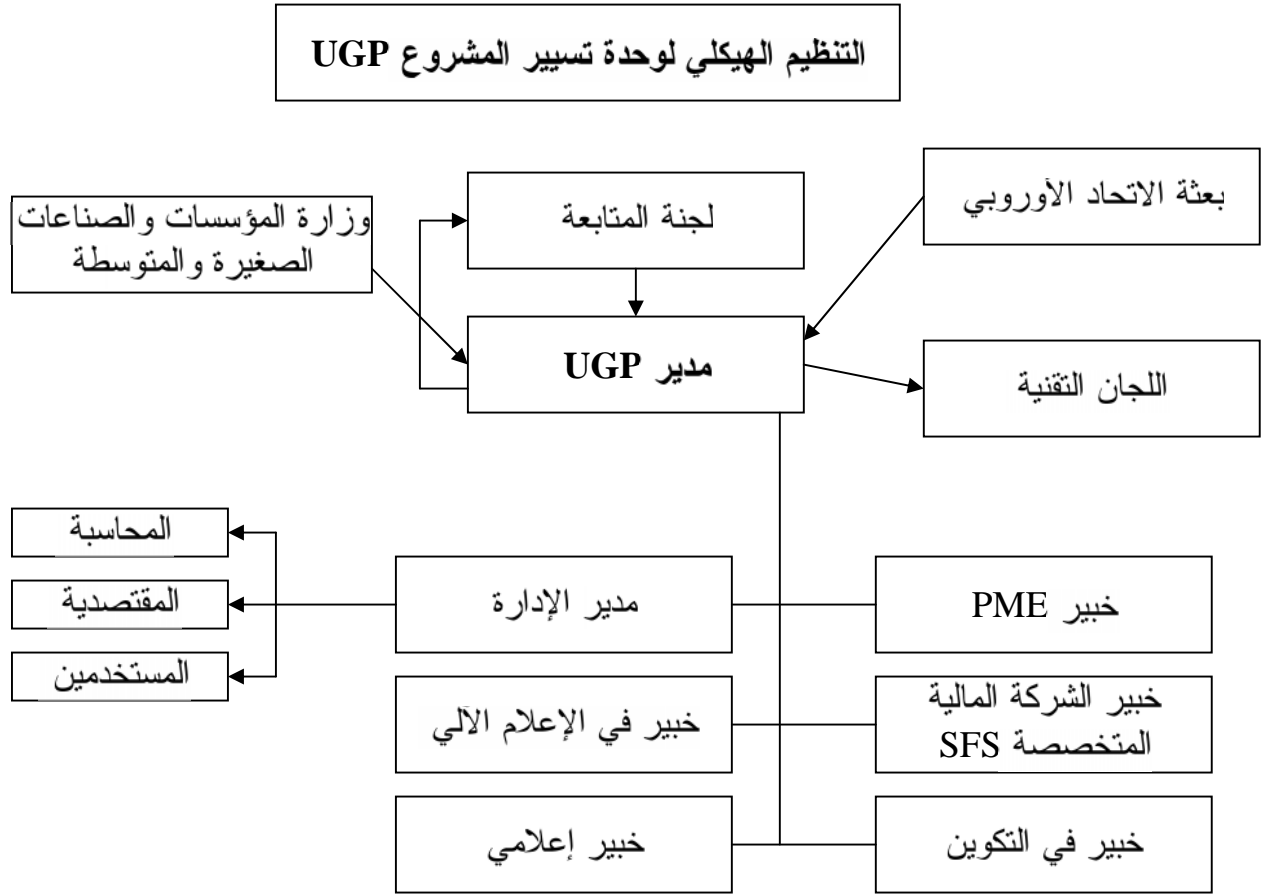 التنظيم الهيكلي لوحدة تسيير المشروع UGP
بعثة الاتحاد الأوروبي
لجنة المتابعة
وزارة المؤسسات والصناعات
الصغيرة والمتوسطة
مدير UGP
اللجان التقنية
المحاسبة
خبير PME
مدير الإدارة
المقتصدية
المستخدمين
خبير الشركة المالية
المتخصصة SFS
خبير في الإعلام الآلي
خبير في التكوين
خبير إعلامي